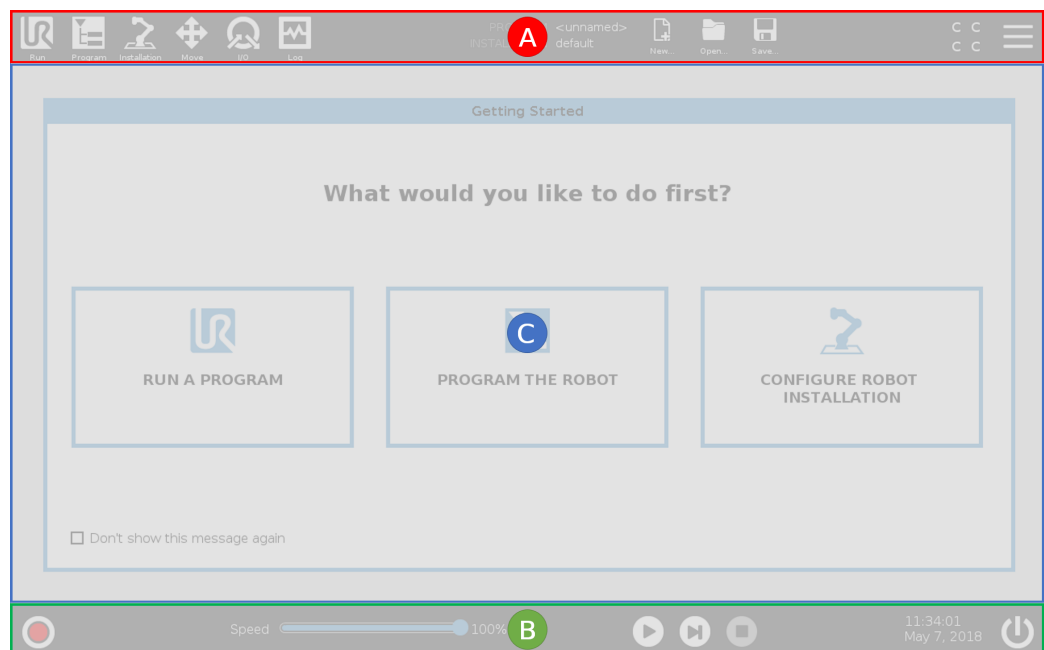 <unnamed>
default
New...
Open...
Save...
C C
C C
Run
Program
Installation
Move
I/O
Log
A
Getting Started
What would you like to do first?
RUN A PROGRAM
C
PROGRAM THE ROBOT
CONFIGURE ROBOT
INSTALLATION
Don't show this message again
Speed
100%
B
11:34:01
May 7, 2018